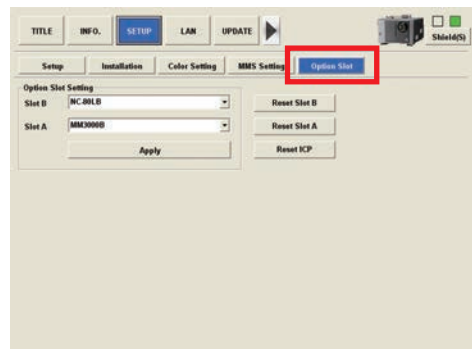 TITLE INFO. SETUP LAN UPDATE Shield(S)
Setup Installation Color Setting MMS Setting Option Slot
Option Slot Setting
Slot B NC-80LB Reset Slot B
Slot A MM3000B Reset Slot A
Apply Reset ICP